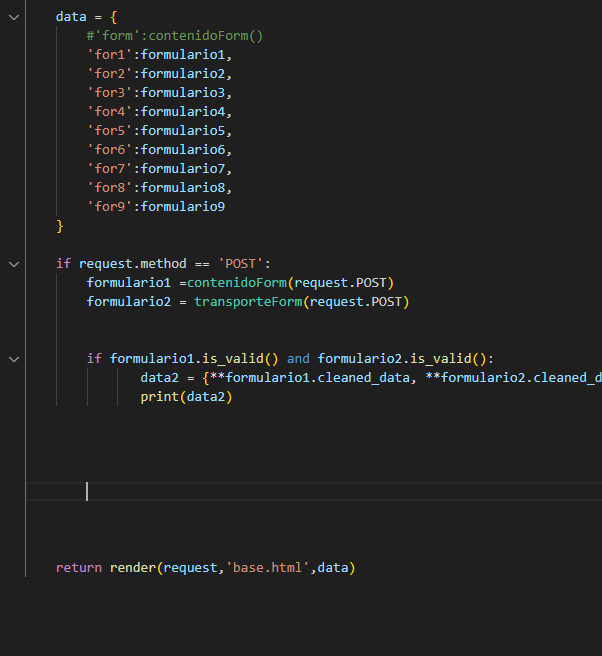 data = {
#'form':contenidoForm()
'for1':formulario1,
'for2':formulario2,
'for3':formulario3,
'for4':formulario4,
'for5':formulario5,
'for6':formulario6,
'for7':formulario7,
'for8':formulario8,
'for9':formulario9
}
if request.method == 'POST':
formulario1 =contenidoForm(request.POST)
formulario2 = transporteForm(request.POST)
if formulario1.is_valid() and formulario2.is_valid():
data2 = {**formulario1.cleaned_data, **formulario2.cleaned_d
print(data2)
return render(request,'base.html',data)